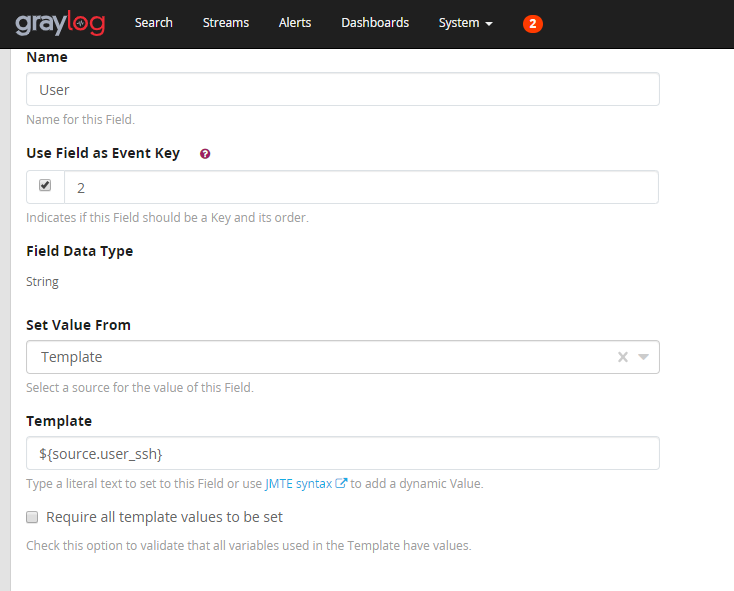 graylog Search Streams Alerts Dashboards System 2
Name
User
Name for this Field.
Use Field as Event Key ?
2
Indicates if this Field should be a Key and its order.
Field Data Type
String
Set Value From
Template
Select a source for the value of this Field.
Template
${source.user_ssh}
Type a literal text to set to this Field or use JMTE syntax to add a dynamic Value.
Require all template values to be set
Check this option to validate that all variables used in the Template have values.